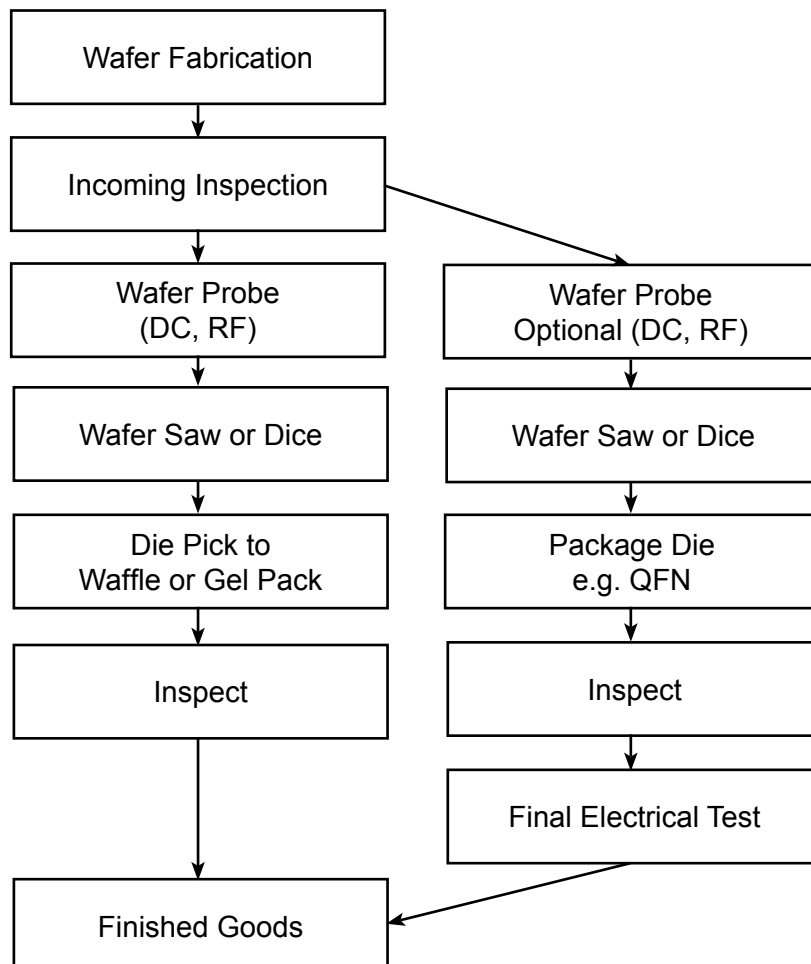 Wafer Fabrication
Incoming Inspection
Wafer Probe
(DC, RF)
Wafer Saw or Dice
Die Pick to
Waffle or Gel Pack
Inspect
Wafer Probe
Optional (DC, RF)
Wafer Saw or Dice
Package Die
e.g. QFN
Inspect
Final Electrical Test
Finished Goods